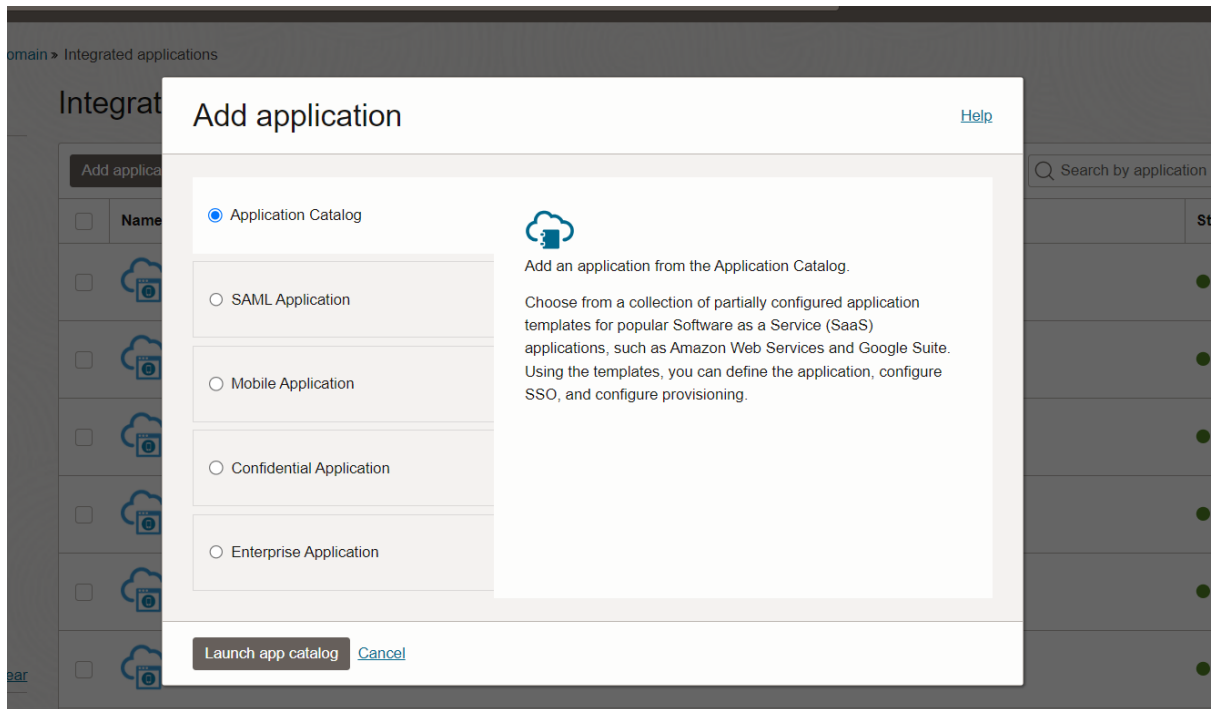 omain » Integrated applications
Integrat
Add application
Help
Add applica
Search by application
Name
St
Application Catalog
SAML Application
Mobile Application
Confidential Application
Enterprise Application
Add an application from the Application Catalog.
Choose from a collection of partially configured application
templates for popular Software as a Service (SaaS)
applications, such as Amazon Web Services and Google Suite.
Using the templates, you can define the application, configure
SSO, and configure provisioning.
Launch app catalog
Cancel
ear